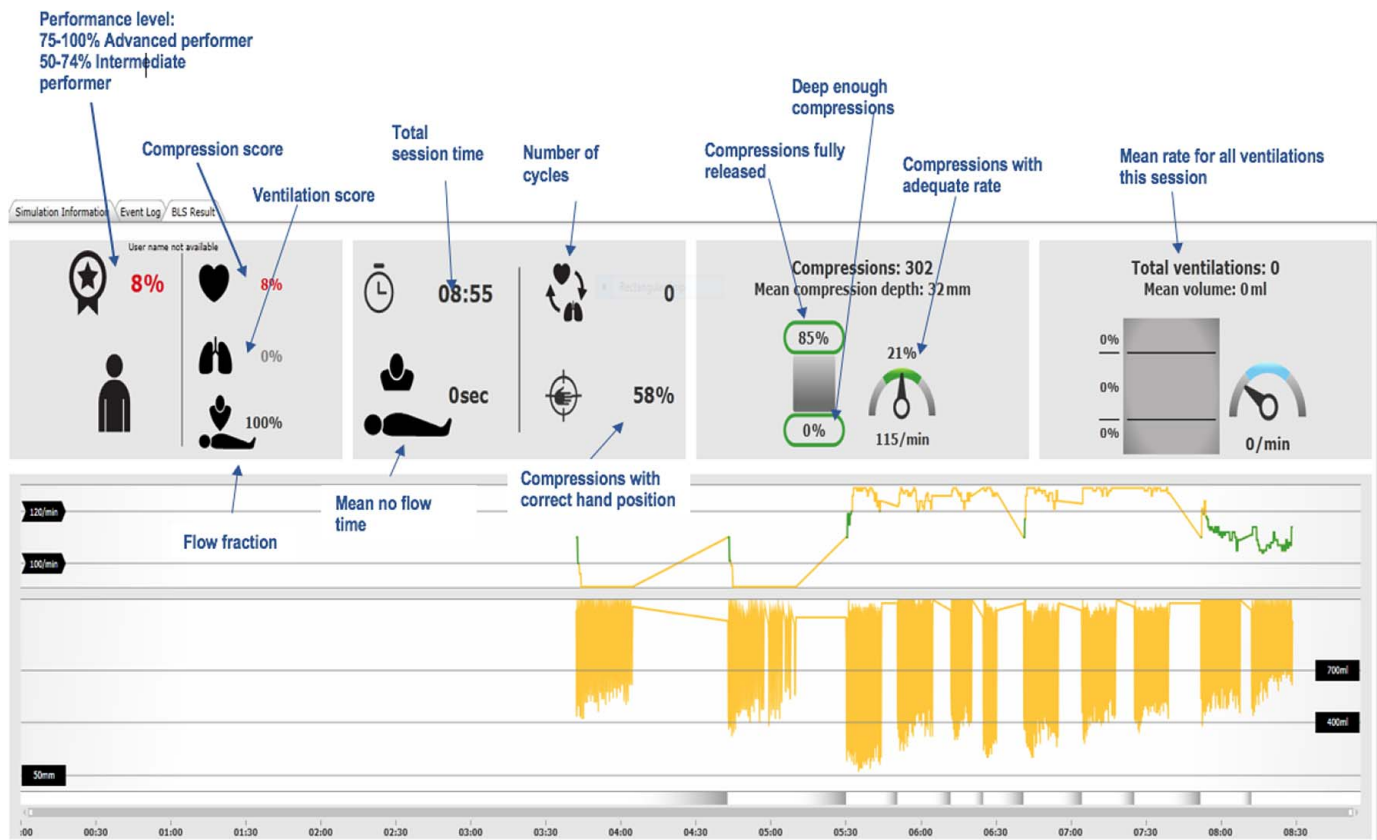 Performance level:
75-100% Advanced performer
50-74% Intermediate
performer
Compression score
Ventilation score
Total
session time
Number of
cycles
Deep enough
compressions
Compressions fully
released
Compressions with
adequate rate
Mean rate for all ventilations
this session
Simulation Information
Event Log
BLS Result
User name not available
8%
8%
0%
100%
08:55
0sec
0
58%
Compressions: 302
Mean compression depth: 32mm
85%
0%
21%
115/min
Total ventilations: 0
Mean volume: 0ml
0%
0%
0%
0/min
Flow fraction
Mean no flow
time
Compressions with
correct hand position
120/min
100/min
700ml
400ml
50mm
:00 00:30 01:00 01:30 02:00 02:30 03:00 03:30 04:00 04:30 05:00 05:30 06:00 06:30 07:00 07:30 08:00 08:30